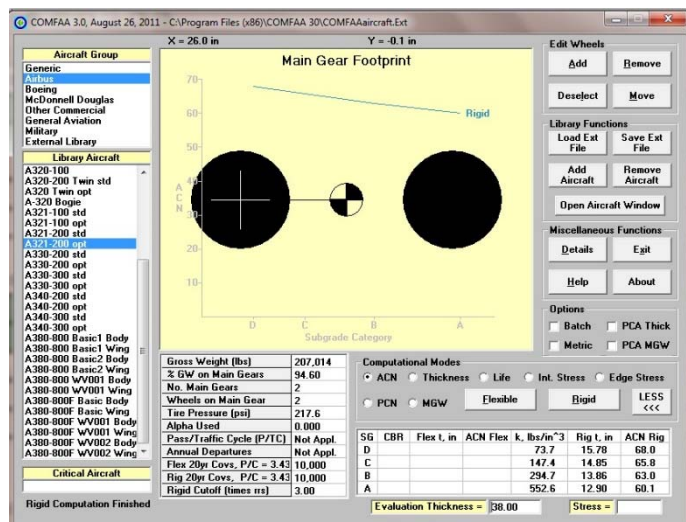 COMFAA 3.0, August 26, 2011 - C:\Program Files (x86)\COMFAA 30\COMFAAaircraft.Ext
X = 26.0 in Y = -0.1 in
Aircraft Group
Generic
Airbus
Boeing
McDonnell Douglas
Other Commercial
General Aviation
Military
External Library
Library Aircraft
A320-100
A320-200 Twin std
A320 Twin opt
A-320 Bogie
A321-100 std
A321-100 opt
A321-200 std
A321-200 opt
A330-200 std
A330-200 opt
A330-300 std
A330-300 opt
A340-200 std
A340-200 opt
A340-300 std
A340-300 opt
A380-800 Basic1 Body
A380-800 Basic1 Wing
A380-800 Basic2 Body
A380-800 Basic2 Wing
A380-800 WV001 Body
A380-800 WV001 Wing
A380-800F Basic Body
A380-800F Basic Wing
A380-800F WV001 Body
A380-800F WV001 Wing
A380-800F WV002 Body
A380-800F WV002 Wing
Critical Aircraft
Rigid Computation Finished
Main Gear Footprint
70
60
50
40
30
20
10
A
C
N
Rigid
D C B A
Subgrade Category
Edit Wheels
Add Remove
Deselect Move
Library Functions
Load Ext File Save Ext File
Add Aircraft Remove Aircraft
Open Aircraft Window
Miscellaneous Functions
Details Exit
Help About
Options
Batch PCA Thick
Metric PCA MGW
Gross Weight (lbs) 207,014
% GW on Main Gears 94.60
No. Main Gears 2
Wheels on Main Gear 2
Tire Pressure (psi) 217.6
Alpha Used 0.000
Pass/Traffic Cycle (P/TC) Not Appl.
Annual Departures Not Appl.
Flex 20yr Covs, P/C = 3.43 10,000
Rig 20yr Covs, P/C = 3.43 10,000
Rigid Cutoff (times rrs) 3.00
Computational Modes
ACN Thickness Life Int. Stress Edge Stress
PCN MGW Flexible Rigid LESS <<<
SG CBR Flex t, in ACN Flex k, lbs/in^3 Rig t, in ACN Rig
D 73.7 15.78 68.0
C 147.4 14.85 65.8
B 294.7 13.86 63.0
A 552.6 12.90 60.1
Evaluation Thickness = 38.00 Stress =